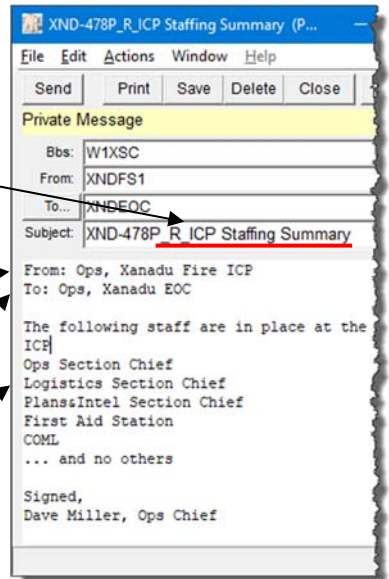 XND-478P_R_ICP Staffing Summary (P...
File Edit Actions Window Help
Send Print Save Delete Close
Private Message
Bbs: W1XSC
From: XNDFS1
To... XNDEOC
Subject: XND-478P_R_ICP Staffing Summary
From: Ops, Xanadu Fire ICP
To: Ops, Xanadu EOC
The following staff are in place at the
ICP
Ops Section Chief
Logistics Section Chief
Plans&Intel Section Chief
First Aid Station
COML
... and no others
Signed,
Dave Miller, Ops Chief